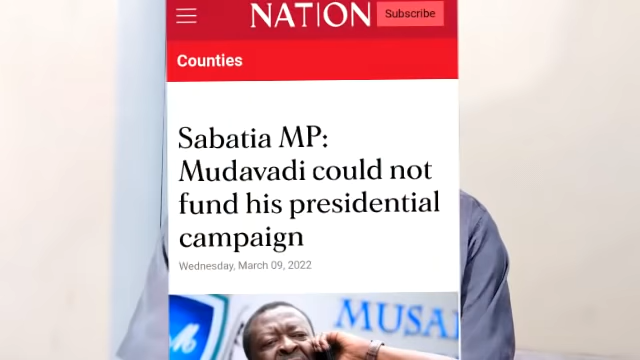 NATION
Subscribe
Counties
Sabatia MP:
Mudavadi could not
fund his presidential
campaign
Wednesday, March 09, 2022
M
MUSA